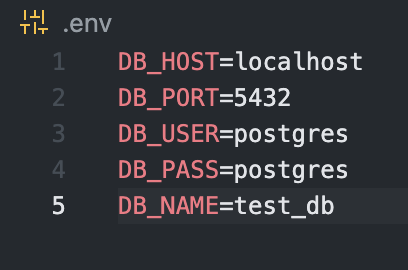 .env
1 DB_HOST=localhost
2 DB_PORT=5432
3 DB_USER=postgres
4 DB_PASS=postgres
5 DB_NAME=test_db